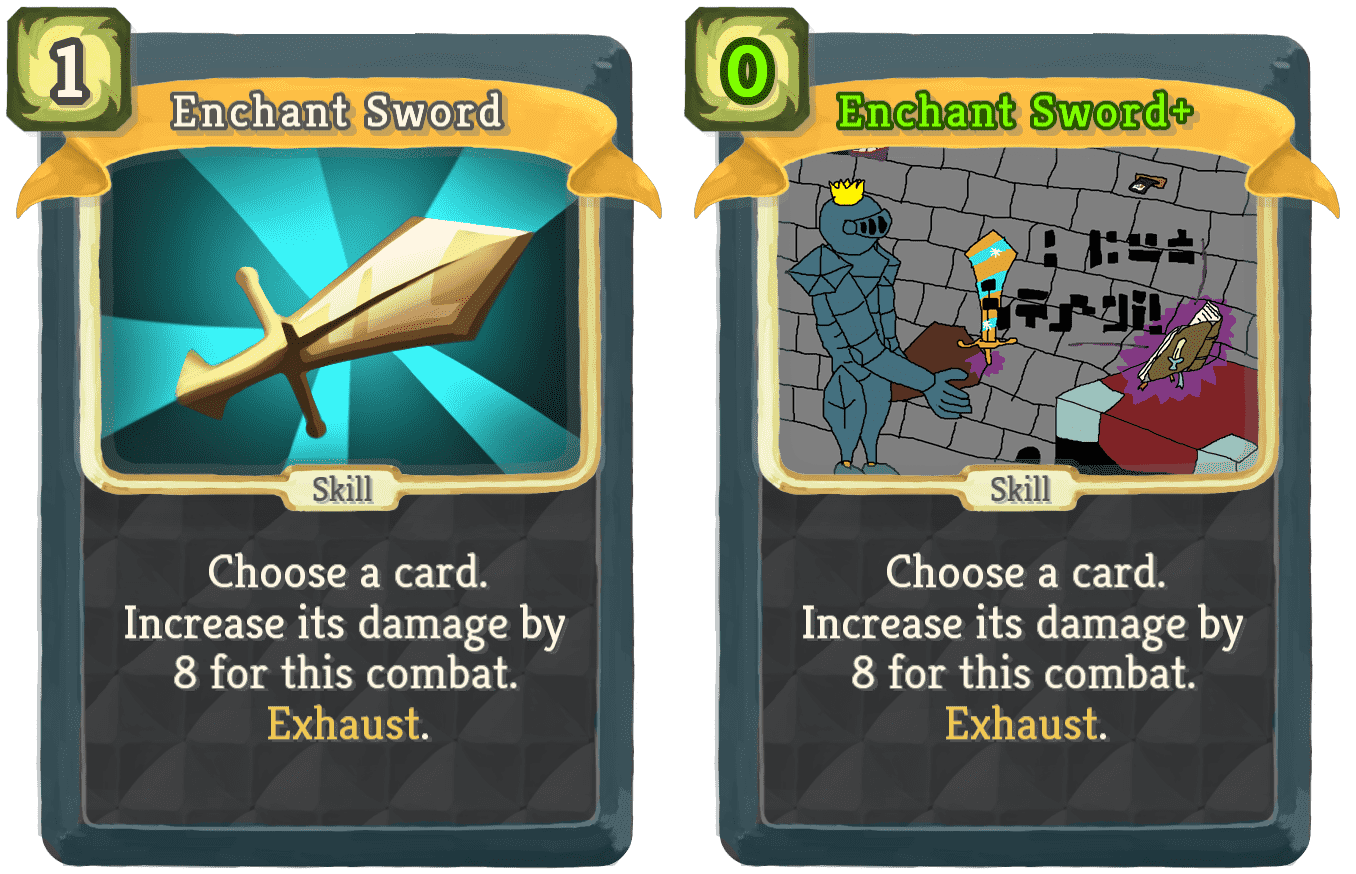 1
Enchant Sword
Skill
Choose a card.
Increase its damage by
8 for this combat.
Exhaust.
0
Enchant Sword+
Skill
Choose a card.
Increase its damage by
8 for this combat.
Exhaust.